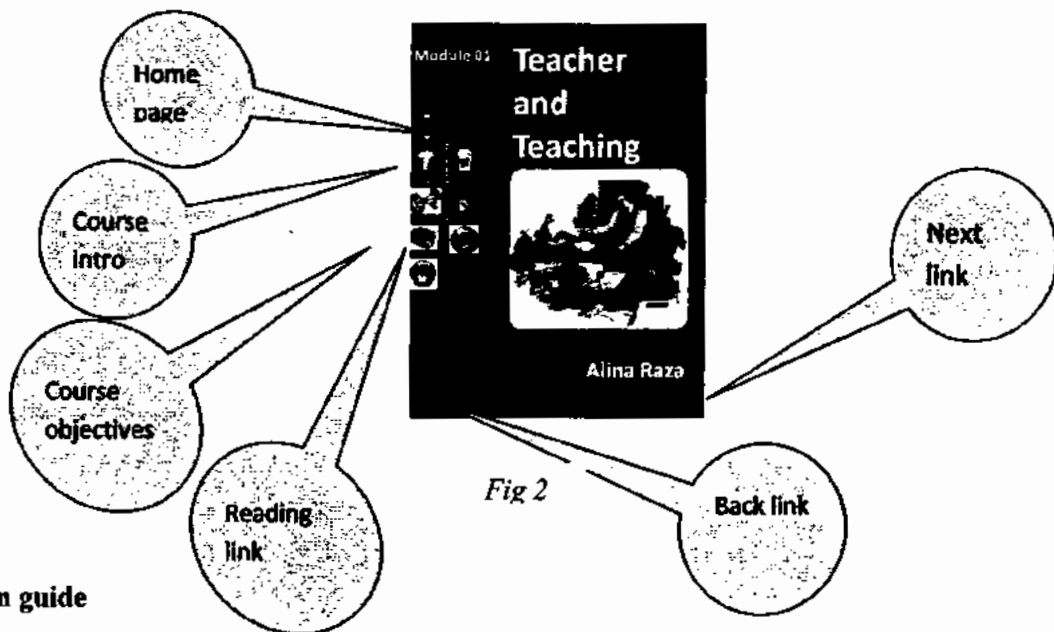 Home
page
Course
intro
Course
objectives
Reading
link
Module 01
Teacher
and
Teaching
Alina Raza
Next
link
Back link
Fig 2
guide